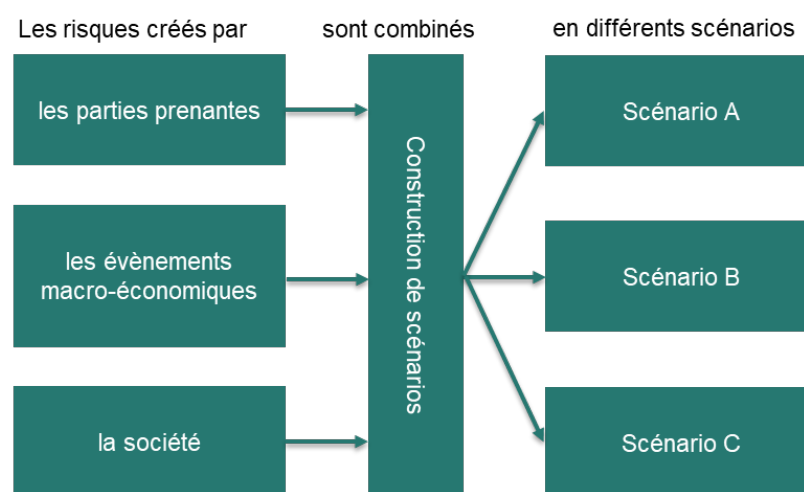 Les risques créés par
sont combinés
en différents scénarios
les parties prenantes
les évènements
macro-économiques
la société
Construction de scénarios
Scénario A
Scénario B
Scénario C